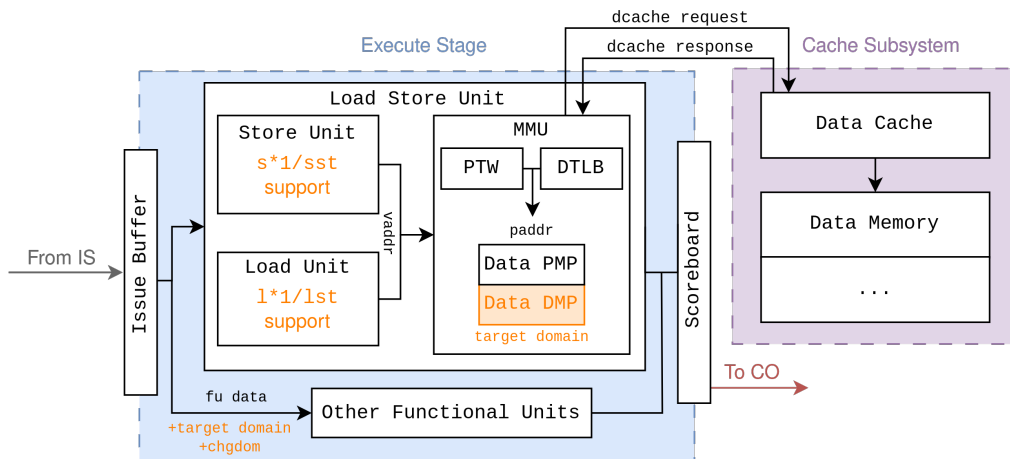 dcache request
Execute Stage
dcache response
Cache Subsystem
Load Store Unit
Store Unit
s*1/sst
support
MMU
PTW
DTLB
Data Cache
Issue Buffer
vaddr
paddr
Scoreboard
Data Memory
From IS
Load Unit
l*1/lst
support
Data PMP
Data DMP
target domain
...
To CO
fu data
+target domain
+chgdom
Other Functional Units